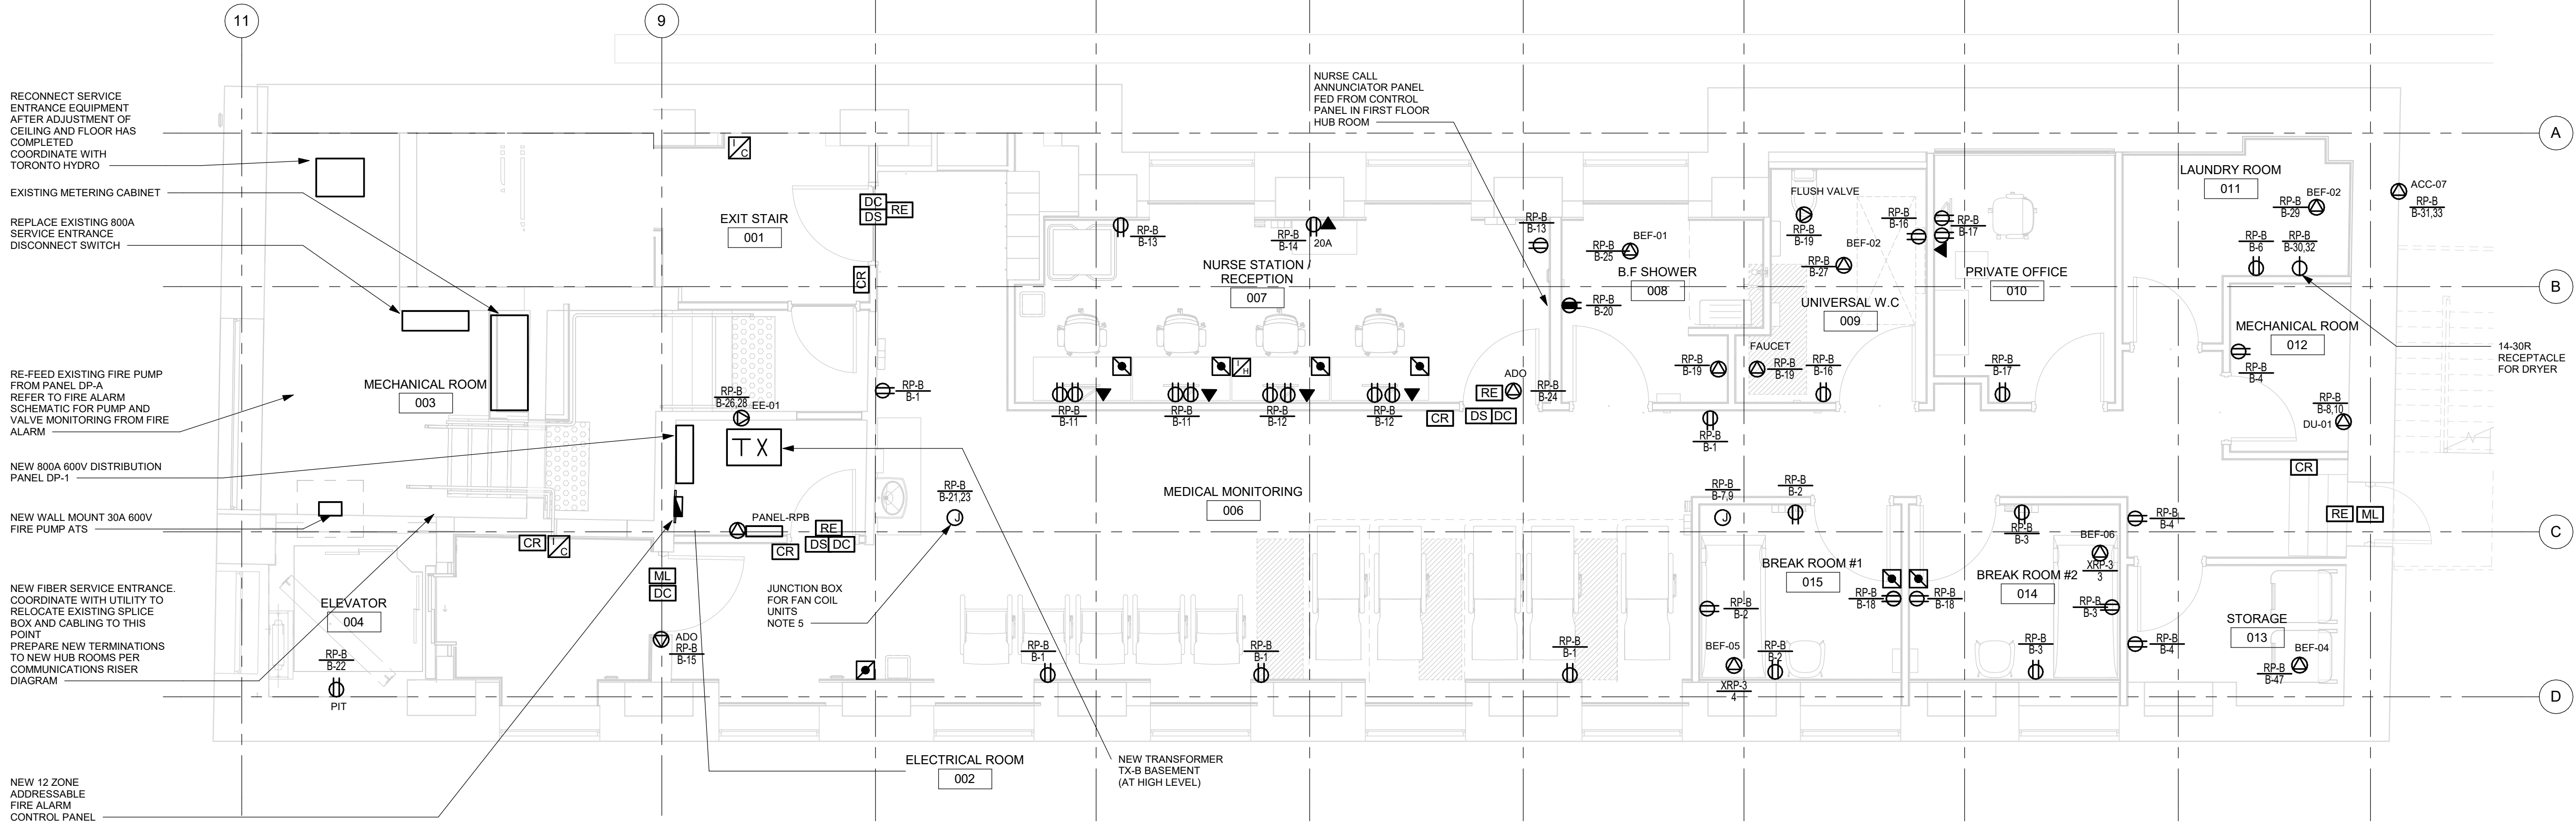 11
9
RECONNECT SERVICE
ENTRANCE EQUIPMENT
AFTER ADJUSTMENT OF
CEILING AND FLOOR HAS
COMPLETED
COORDINATE WITH
TORONTO HYDRO
EXISTING METERING CABINET
REPLACE EXISTING 800A
SERVICE ENTRANCE
DISCONNECT SWITCH
RE-FEED EXISTING FIRE PUMP
FROM PANEL DP-A
REFER TO FIRE ALARM
SCHEMATIC FOR PUMP AND
VALVE MONITORING FROM FIRE
ALARM
NEW 800A 600V DISTRIBUTION
PANEL DP-1
NEW WALL MOUNT 30A 600V
FIRE PUMP ATS
NEW FIBER SERVICE ENTRANCE.
COORDINATE WITH UTILITY TO
RELOCATE EXISTING SPLICE
BOX AND CABLING TO THIS
POINT
PREPARE NEW TERMINATIONS
TO NEW HUB ROOMS PER
COMMUNICATIONS RISER
DIAGRAM
NEW 12 ZONE
ADDRESSABLE
FIRE ALARM
CONTROL PANEL
MECHANICAL ROOM
003
ELEVATOR
004
RP-B
B-22
PIT
I
C
EXIT STAIR
001
DC
DS
RE
CR
RP-B
B-26,28
EE-01
TX
PANEL-RPB
RE
DS DC
CR
CR
I
C
ML
DC
ADO
RP-B
B-15
RP-B
B-1
RP-B
B-21,23
J
JUNCTION BOX
FOR FAN COIL
UNITS
NOTE 5
ELECTRICAL ROOM
002
NEW TRANSFORMER
TX-B BASEMENT
(AT HIGH LEVEL)
NURSE CALL
ANNUNCIATOR PANEL
FED FROM CONTROL
PANEL IN FIRST FLOOR
HUB ROOM
RP-B
B-13
RP-B
B-14
20A
NURSE STATION /
RECEPTION
007
I
H
RP-B
B-11
RP-B
B-11
RP-B
B-12
RP-B
B-12
CR
RE
ADO
DS DC
RP-B
B-24
MEDICAL MONITORING
006
RP-B
B-1
RP-B
B-1
RP-B
B-1
RP-B
B-13
RP-B
B-25
BEF-01
B.F SHOWER
008
RP-B
B-20
RP-B
B-19
RP-B
B-1
FLUSH VALVE
RP-B
B-19
BEF-02
RP-B
B-27
RP-B
B-16
UNIVERSAL W.C
009
FAUCET
RP-B
B-19
RP-B
B-16
RP-B
B-17
PRIVATE OFFICE
010
RP-B
B-17
LAUNDRY ROOM
011
BEF-02
RP-B
B-29
RP-B
B-6
RP-B
B-30,32
ACC-07
RP-B
B-31,33
MECHANICAL ROOM
012
RP-B
B-4
RP-B
B-8,10
DU-01
14-30R
RECEPTACLE
FOR DRYER
CR
RE
ML
RP-B
B-7,9
J
RP-B
B-2
BREAK ROOM #1
015
RP-B
B-2
RP-B
B-18
BEF-05
XRP-3
4
RP-B
B-2
RP-B
B-3
BEF-06
XRP-3
3
BREAK ROOM #2
014
RP-B
B-18
RP-B
B-3
RP-B
B-3
RP-B
B-4
RP-B
B-4
STORAGE
013
BEF-04
RP-B
B-47
A
B
C
D